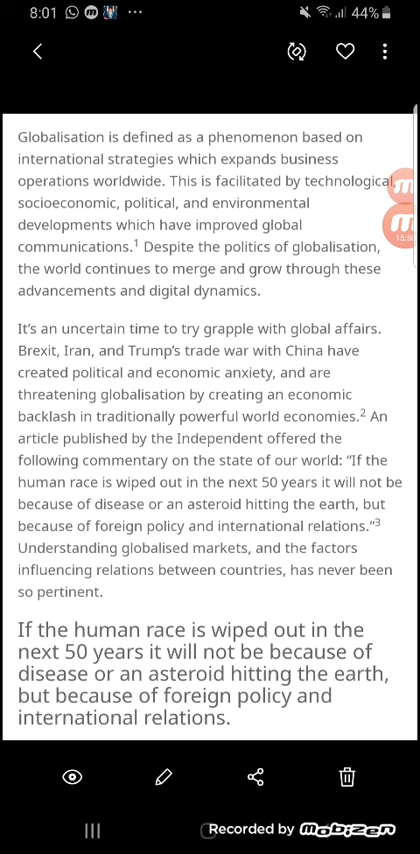 8:01 44%
Globalisation is defined as a phenomenon based on
international strategies which expands business
operations worldwide. This is facilitated by technological,
socioeconomic, political, and environmental
developments which have improved global
communications.1 Despite the politics of globalisation,
the world continues to merge and grow through these
advancements and digital dynamics.
15:50
It's an uncertain time to try grapple with global affairs.
Brexit, Iran, and Trump's trade war with China have
created political and economic anxiety, and are
threatening globalisation by creating an economic
backlash in traditionally powerful world economies.2 An
article published by the Independent offered the
following commentary on the state of our world: “If the
human race is wiped out in the next 50 years it will not be
because of disease or an asteroid hitting the earth, but
because of foreign policy and international relations.”3
Understanding globalised markets, and the factors
influencing relations between countries, has never been
so pertinent.
If the human race is wiped out in the
next 50 years it will not be because of
disease or an asteroid hitting the earth,
but because of foreign policy and
international relations.
Recorded by Mobizen